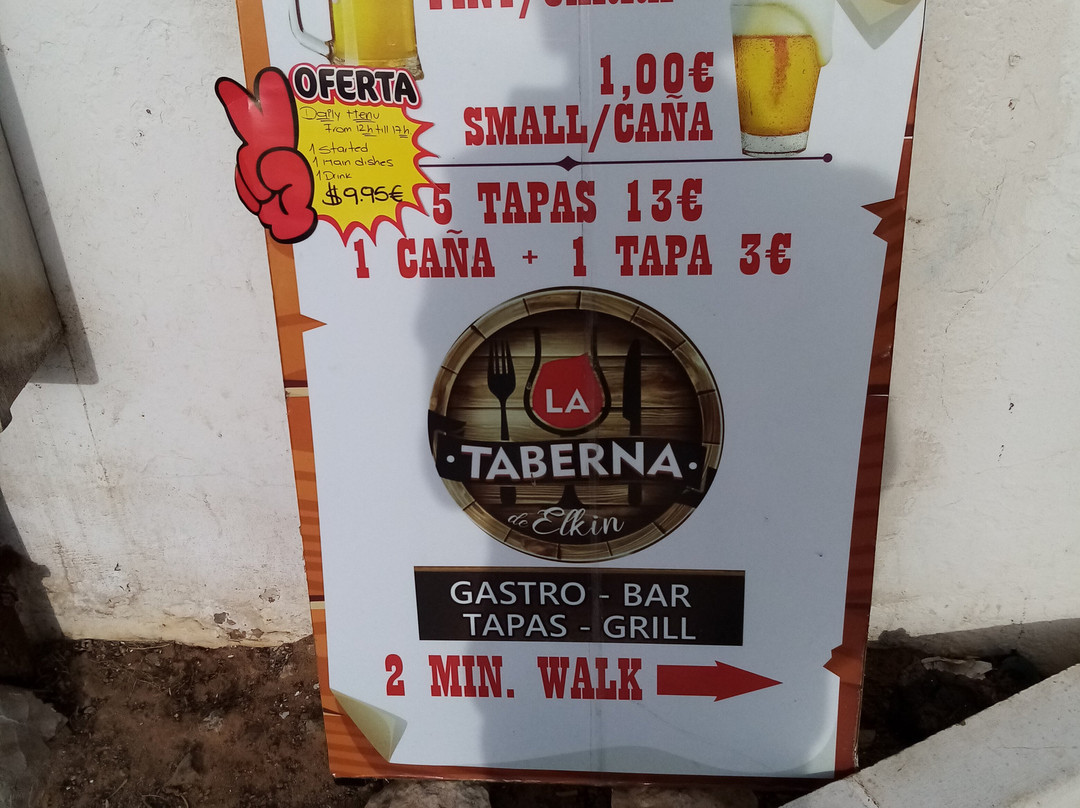 1,00€
SMALL/CAÑA
OFERTA
Daily Menu
From 12h till 17h
1 Started
1 Main dishes
1 Drink
$9.95€
5 TAPAS 13€
1 CAÑA + 1 TAPA 3€
LA
·TABERNA·
de Elkin
GASTRO - BAR
TAPAS - GRILL
2 MIN. WALK